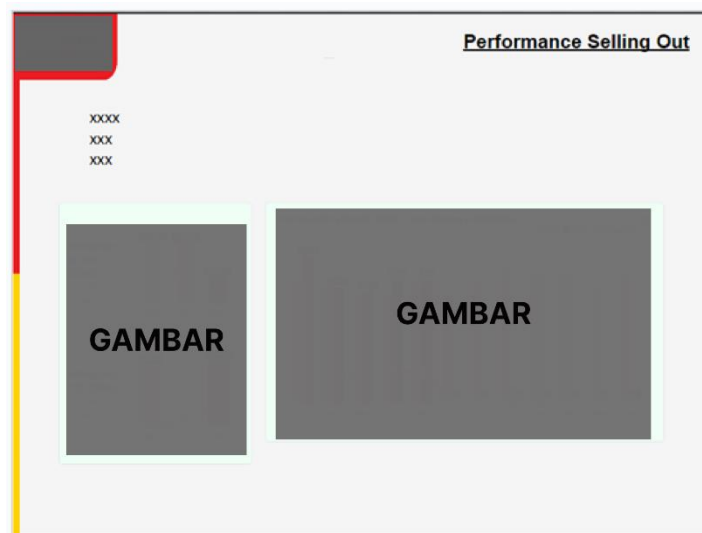 Performance Selling Out
xxxx
xxx
xxx
GAMBAR
GAMBAR